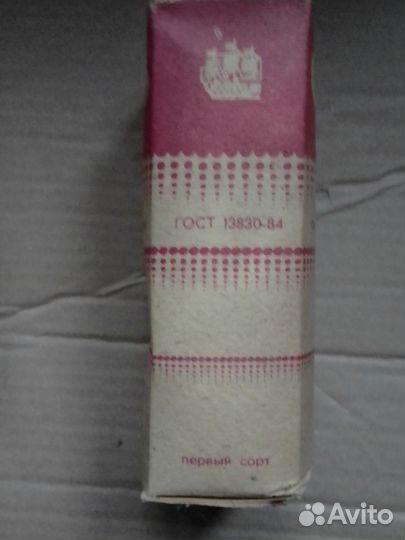 ГОСТ 13830-84
первый сорт
Avito